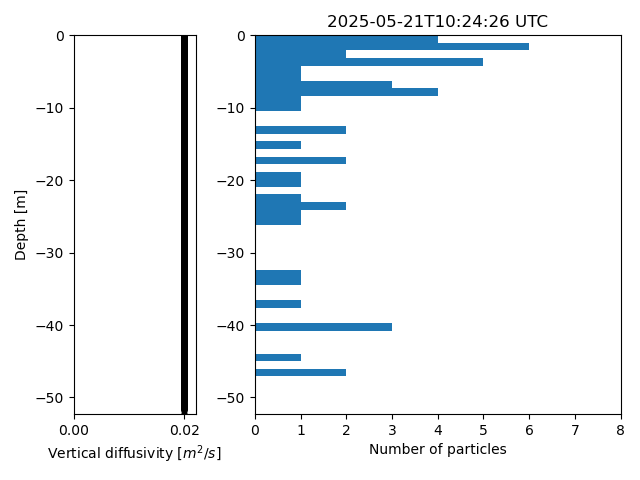 2025-05-21T10:24:26 UTC
Depth [m]
0
−10
−20
−30
−40
−50
0.00 0.02
Vertical diffusivity [m²/s]
0
−10
−20
−30
−40
−50
0 1 2 3 4 5 6 7 8
Number of particles